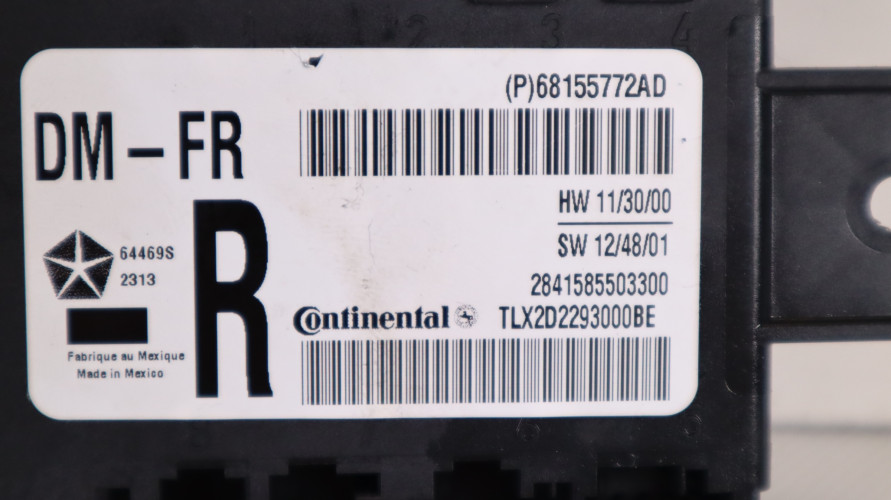 (P)68155772AD
DM-FR
HW 11/30/00
SW 12/48/01
R
64469S
2313
2841585503300
Continental
TLX2D2293000BE
Fabrique au Mexique
Made in Mexico